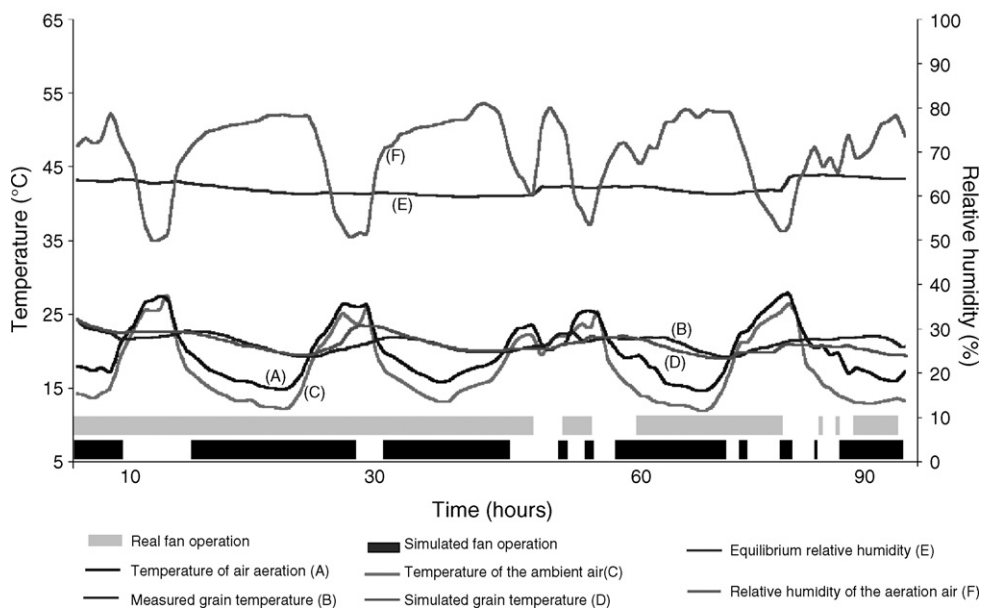 65
55
45
35
25
15
5
Temperature (°C)
100
90
80
70
60
50
40
30
20
10
0
Relative humidity (%)
(F)
(E)
(A)
(C)
(B)
(D)
10 30 60 90
Time (hours)
Real fan operation
Simulated fan operation
Equilibrium relative humidity (E)
Temperature of air aeration (A)
Temperature of the ambient air(C)
Relative humidity of the aeration air (F)
Measured grain temperature (B)
Simulated grain temperature (D)